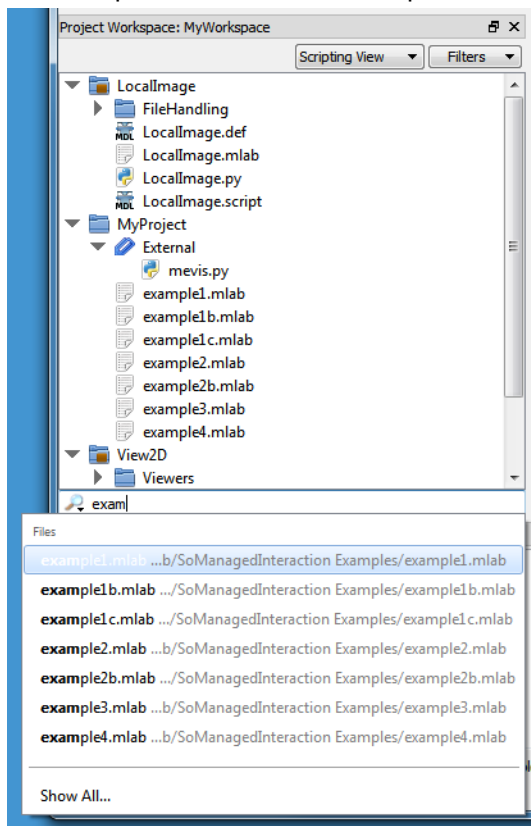 Project Workspace: MyWorkspace
Scripting View Filters
LocalImage
FileHandling
MDL LocalImage.def
LocalImage.mlab
LocalImage.py
MDL LocalImage.script
MyProject
External
mevis.py
example1.mlab
example1b.mlab
example1c.mlab
example2.mlab
example2b.mlab
example3.mlab
example4.mlab
View2D
Viewers
exam
Files
example1.mlab ...b/SoManagedInteraction Examples/example1.mlab
example1b.mlab .../SoManagedInteraction Examples/example1b.mlab
example1c.mlab .../SoManagedInteraction Examples/example1c.mlab
example2.mlab ...b/SoManagedInteraction Examples/example2.mlab
example2b.mlab .../SoManagedInteraction Examples/example2b.mlab
example3.mlab ...b/SoManagedInteraction Examples/example3.mlab
example4.mlab ...b/SoManagedInteraction Examples/example4.mlab
Show All...